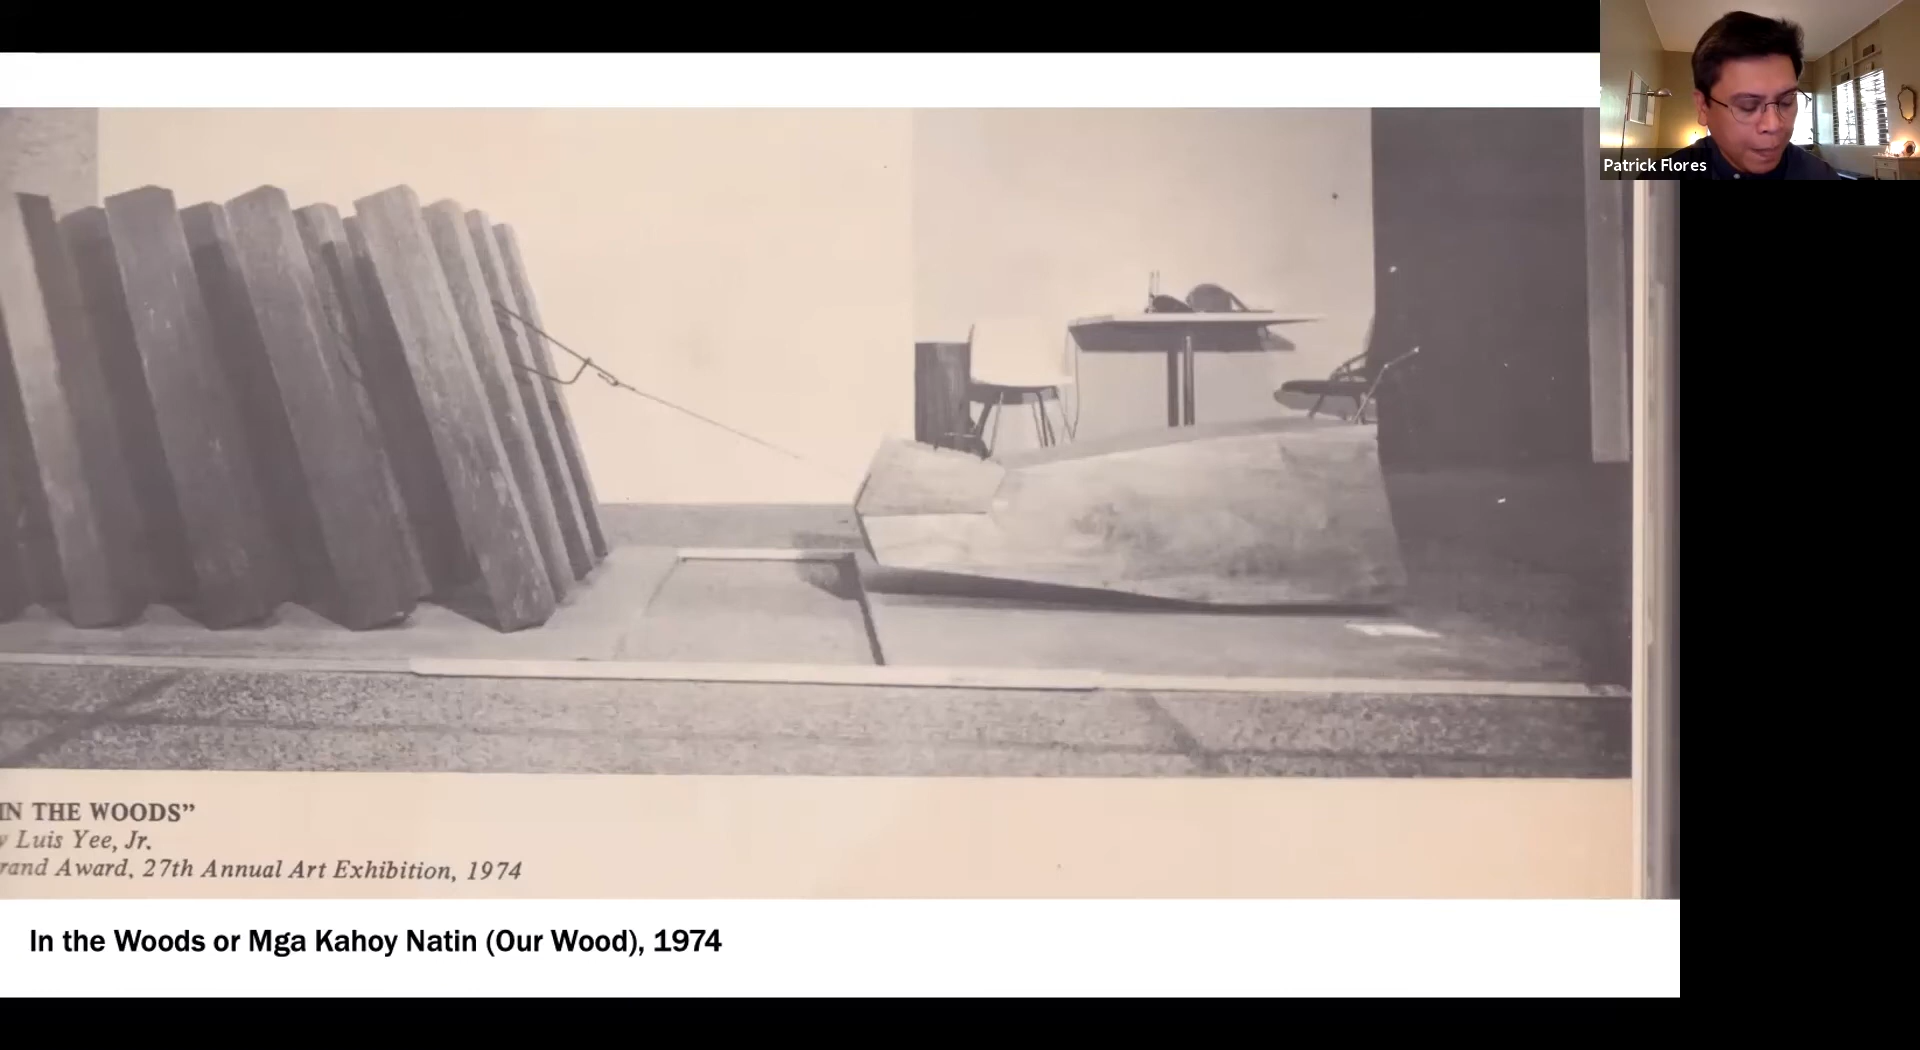 Patrick Flores
IN THE WOODS”
Luis Yee, Jr.
rand Award, 27th Annual Art Exhibition, 1974
In the Woods or Mga Kahoy Natin (Our Wood), 1974